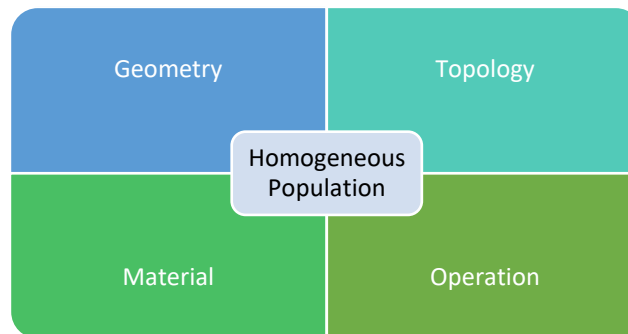 Geometry
Topology
Homogeneous
Population
Material
Operation